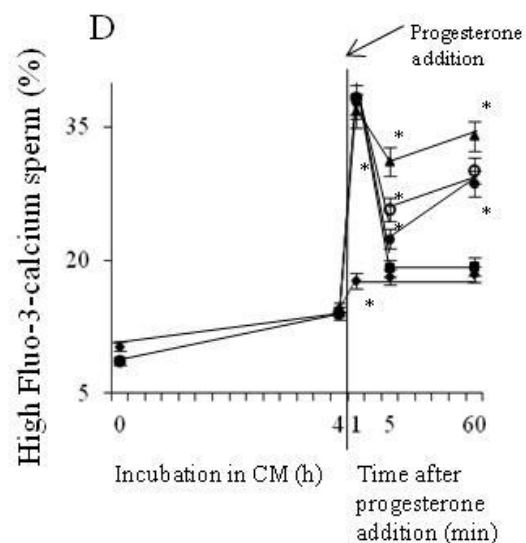 D
Progesterone
addition
High Fluo-3-calcium sperm (%)
35
20
5
*
*
*
*
*
*
*
0
4
1
5
60
Incubation in CM (h)
Time after
progesterone
addition (min)